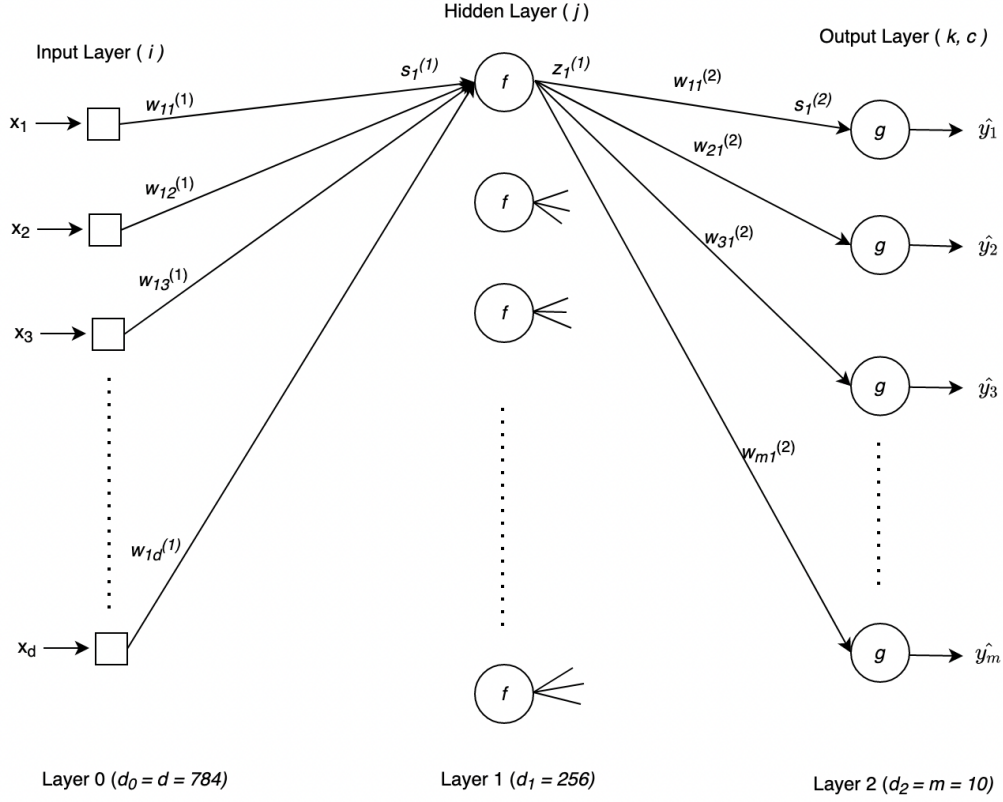 Hidden Layer ( j )
Input Layer ( i )
Output Layer ( k, c )
s₁⁽¹⁾
f
z₁⁽¹⁾
w₁₁⁽²⁾
x₁
w₁₁⁽¹⁾
s₁⁽²⁾
g
ŷ₁
w₂₁⁽²⁾
w₁₂⁽¹⁾
f
x₂
w₃₁⁽²⁾
g
ŷ₂
w₁₃⁽¹⁾
f
x₃
g
ŷ₃
wₘ₁⁽²⁾
w₁d⁽¹⁾
x_d
g
ŷₘ
f
Layer 0 (d₀ = d = 784)
Layer 1 (d₁ = 256)
Layer 2 (d₂ = m = 10)